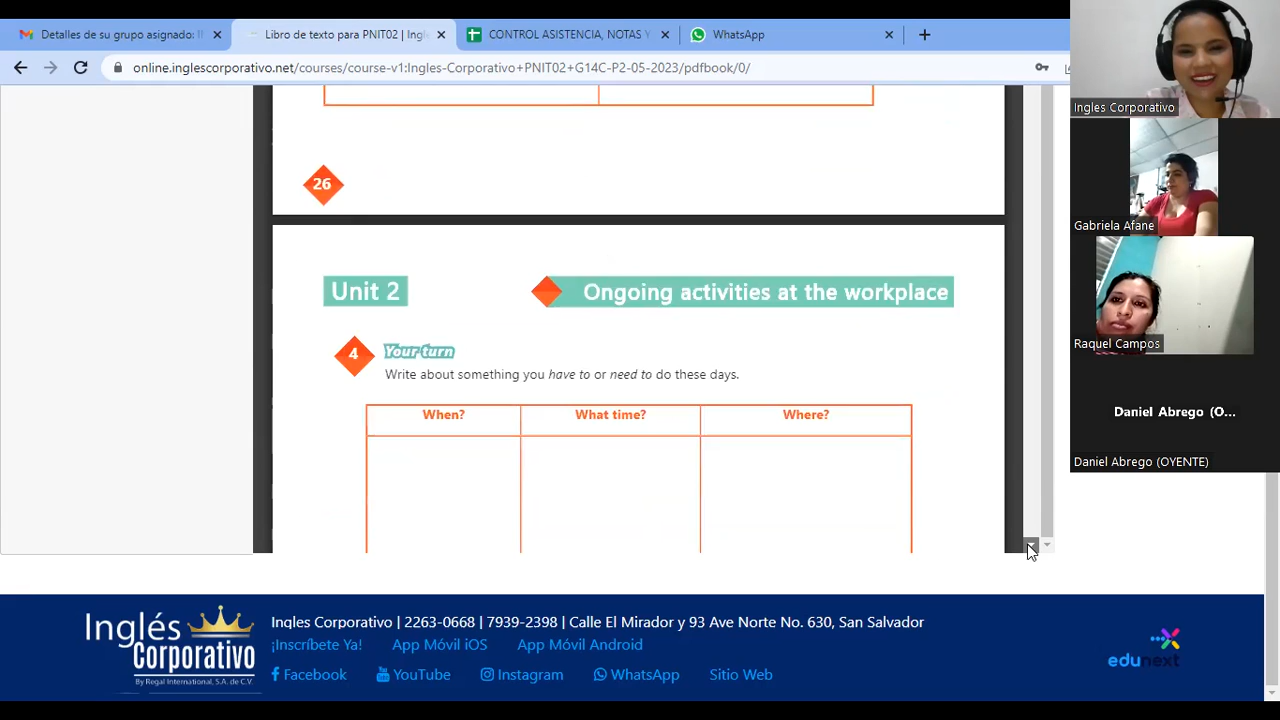 Detalles de su grupo asignado: I
Libro de texto para PNIT02 | Ingl
CONTROL ASISTENCIA, NOTAS Y
WhatsApp
online.inglescorporativo.net/courses/course-v1:Ingles-Corporativo+PNIT02+G14C-P2-05-2023/pdfbook/0/
Ingles Corporativo
Gabriela Afane
Raquel Campos
Daniel Abrego (O...
Daniel Abrego (OYENTE)
26
Unit 2
Ongoing activities at the workplace
4
Your turn
Write about something you have to or need to do these days.
When?
What time?
Where?
Inglés
Corporativo
By Regal International, S.A. de C.V.
Ingles Corporativo | 2263-0668 | 7939-2398 | Calle El Mirador y 93 Ave Norte No. 630, San Salvador
¡Inscríbete Ya!
App Móvil iOS
App Móvil Android
Facebook
YouTube
Instagram
WhatsApp
Sitio Web
edunext